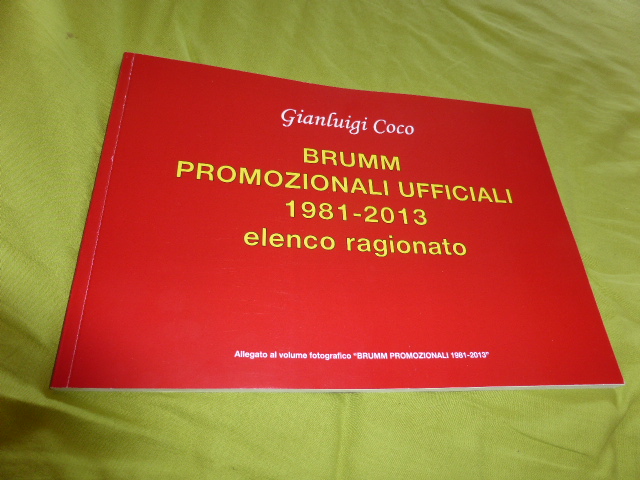 Gianluigi Coco
BRUMM
PROMOZIONALI UFFICIALI
1981-2013
elenco ragionato
Allegato al volume fotografico "BRUMM PROMOZIONALI 1981-2013"